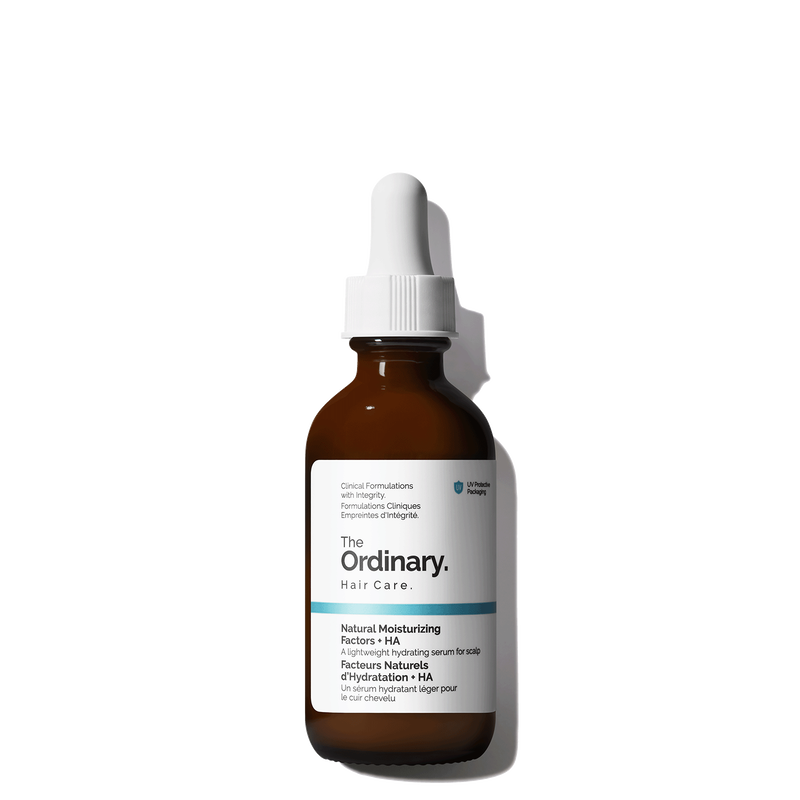 Clinical Formulations
with Integrity.
Formulations Cliniques
Empreintes d'Intégrité.
UV Protective
Packaging
The
Ordinary.
Hair Care.
Natural Moisturizing
Factors + HA
A lightweight hydrating serum for scalp
Facteurs Naturels
d'Hydratation + HA
Un sérum hydratant léger pour
le cuir chevelu